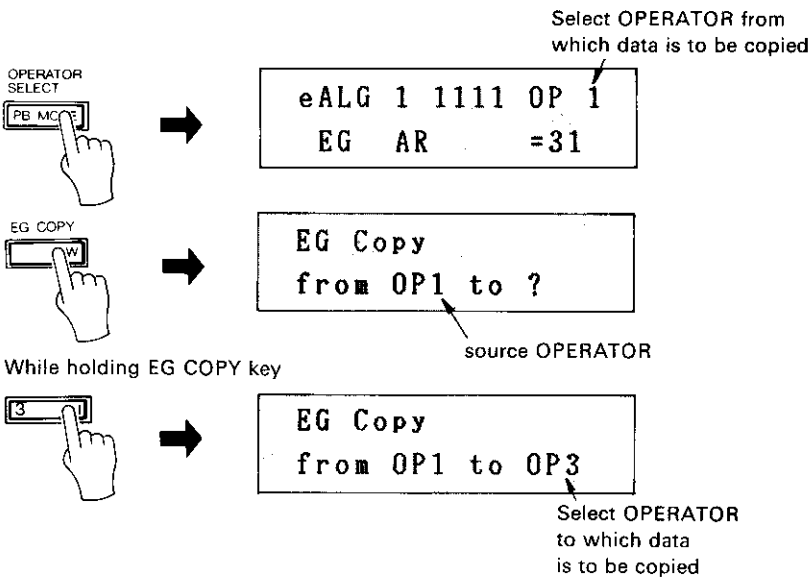 Select OPERATOR from
which data is to be copied
OPERATOR
SELECT
PB MO E
eALG 1 1111 OP 1
EG AR =31
EG COPY
W
EG Copy
from OP1 to ?
source OPERATOR
While holding EG COPY key
3
EG Copy
from OP1 to OP3
Select OPERATOR
to which data
is to be copied